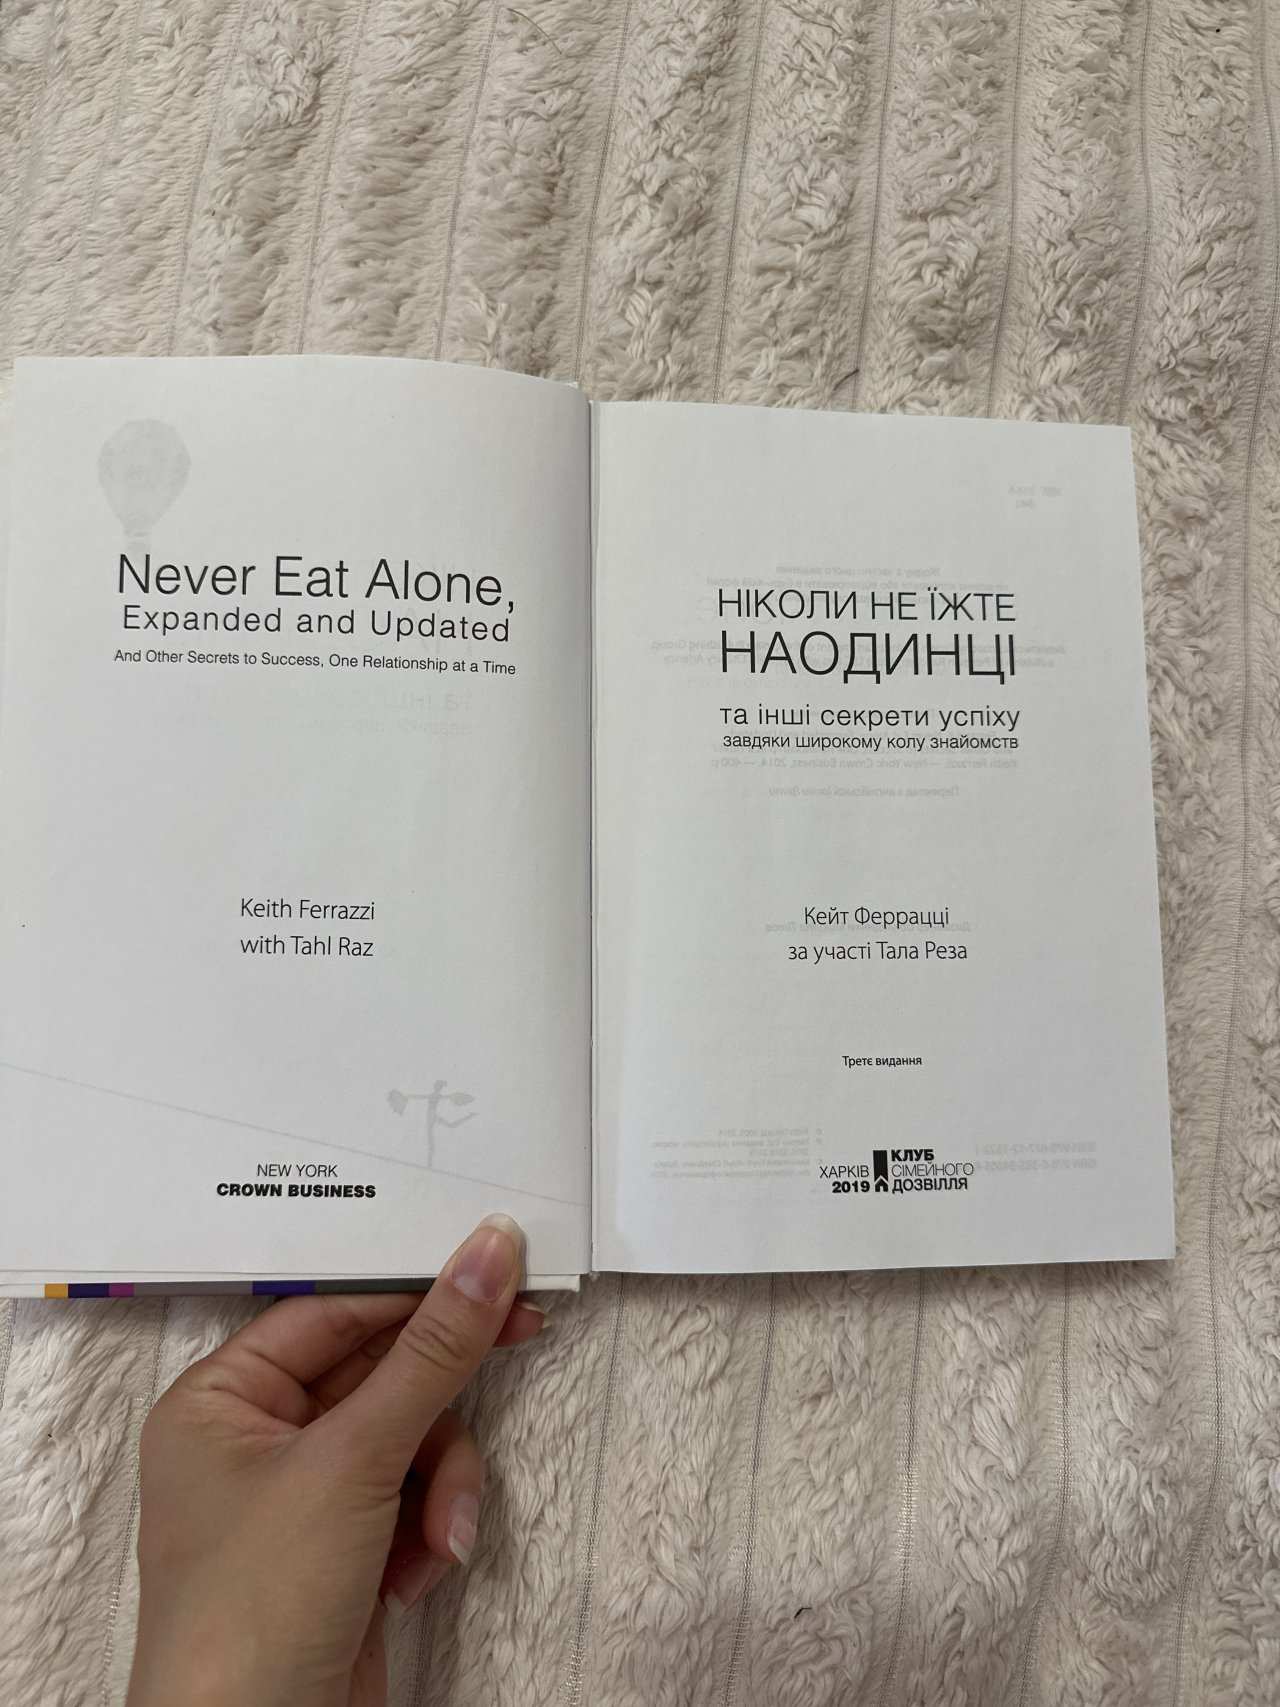 Never Eat Alone,
Expanded and Updated
And Other Secrets to Success, One Relationship at a Time
Keith Ferrazzi
with Tahl Raz
NEW YORK
CROWN BUSINESS
НІКОЛИ НЕ ЇЖТЕ
НАОДИНЦІ
та інші секрети успіху
завдяки широкому колу знайомств
Кейт Феррацці
за участі Тала Реза
Третє видання
ХАРКІВ
2019
КЛУБ
СІМЕЙНОГО
ДОЗВІЛЛЯ